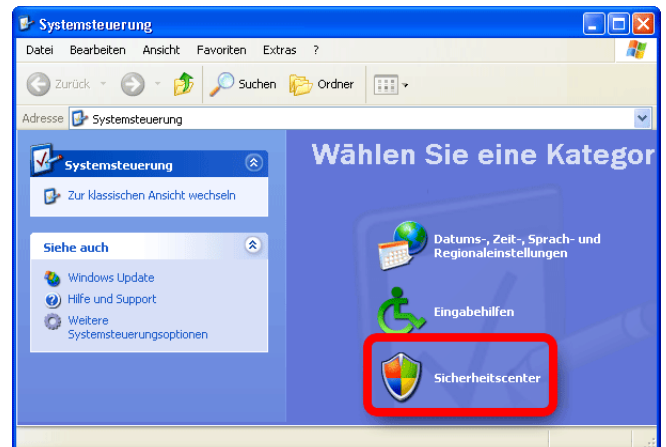 Systemsteuerung
Datei Bearbeiten Ansicht Favoriten Extras ?
Zurück Suchen Ordner
Adresse Systemsteuerung
Systemsteuerung
Zur klassischen Ansicht wechseln
Siehe auch
Windows Update
Hilfe und Support
Weitere
Systemsteuerungsoptionen
Wählen Sie eine Kategor
Datums-, Zeit-, Sprach- und
Regionaleinstellungen
Eingabehilfen
Sicherheitscenter